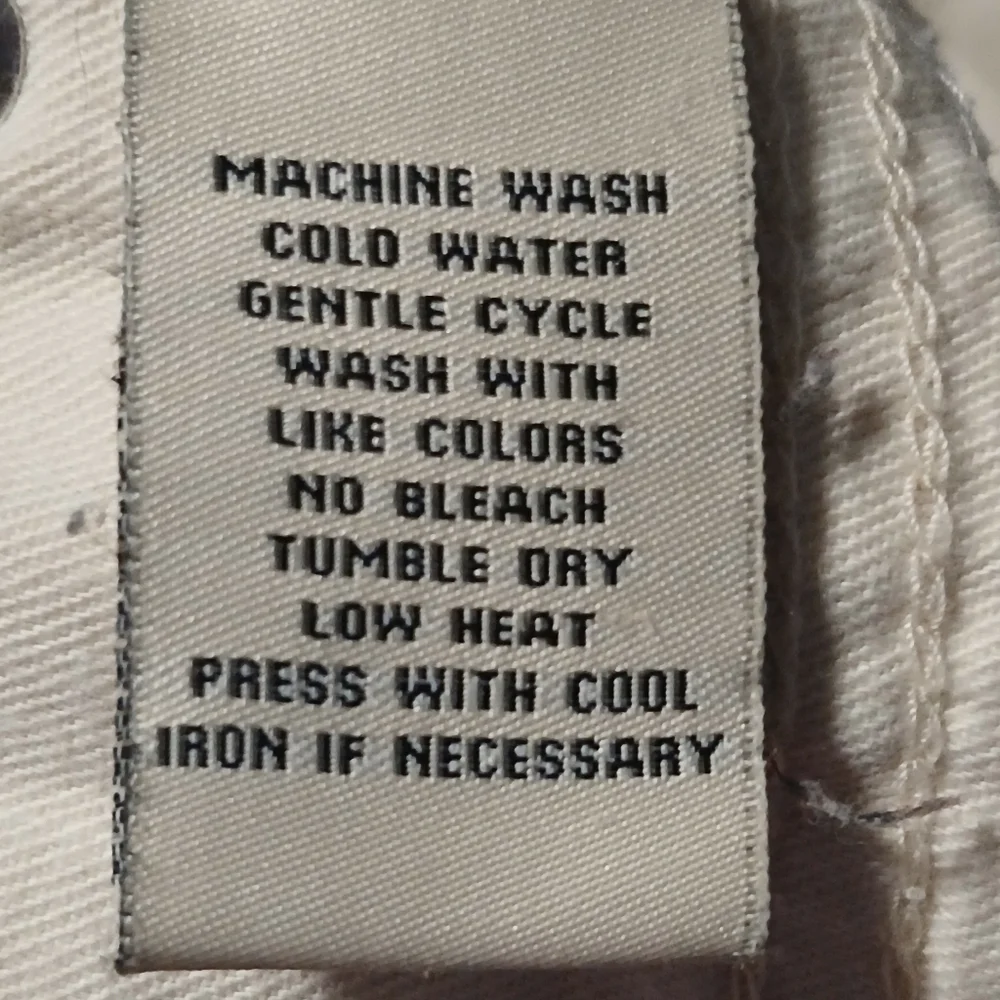 MACHINE WASH
COLD WATER
GENTLE CYCLE
WASH WITH
LIKE COLORS
NO BLEACH
TUMBLE DRY
LOW HEAT
PRESS WITH COOL
IRON IF NECESSARY